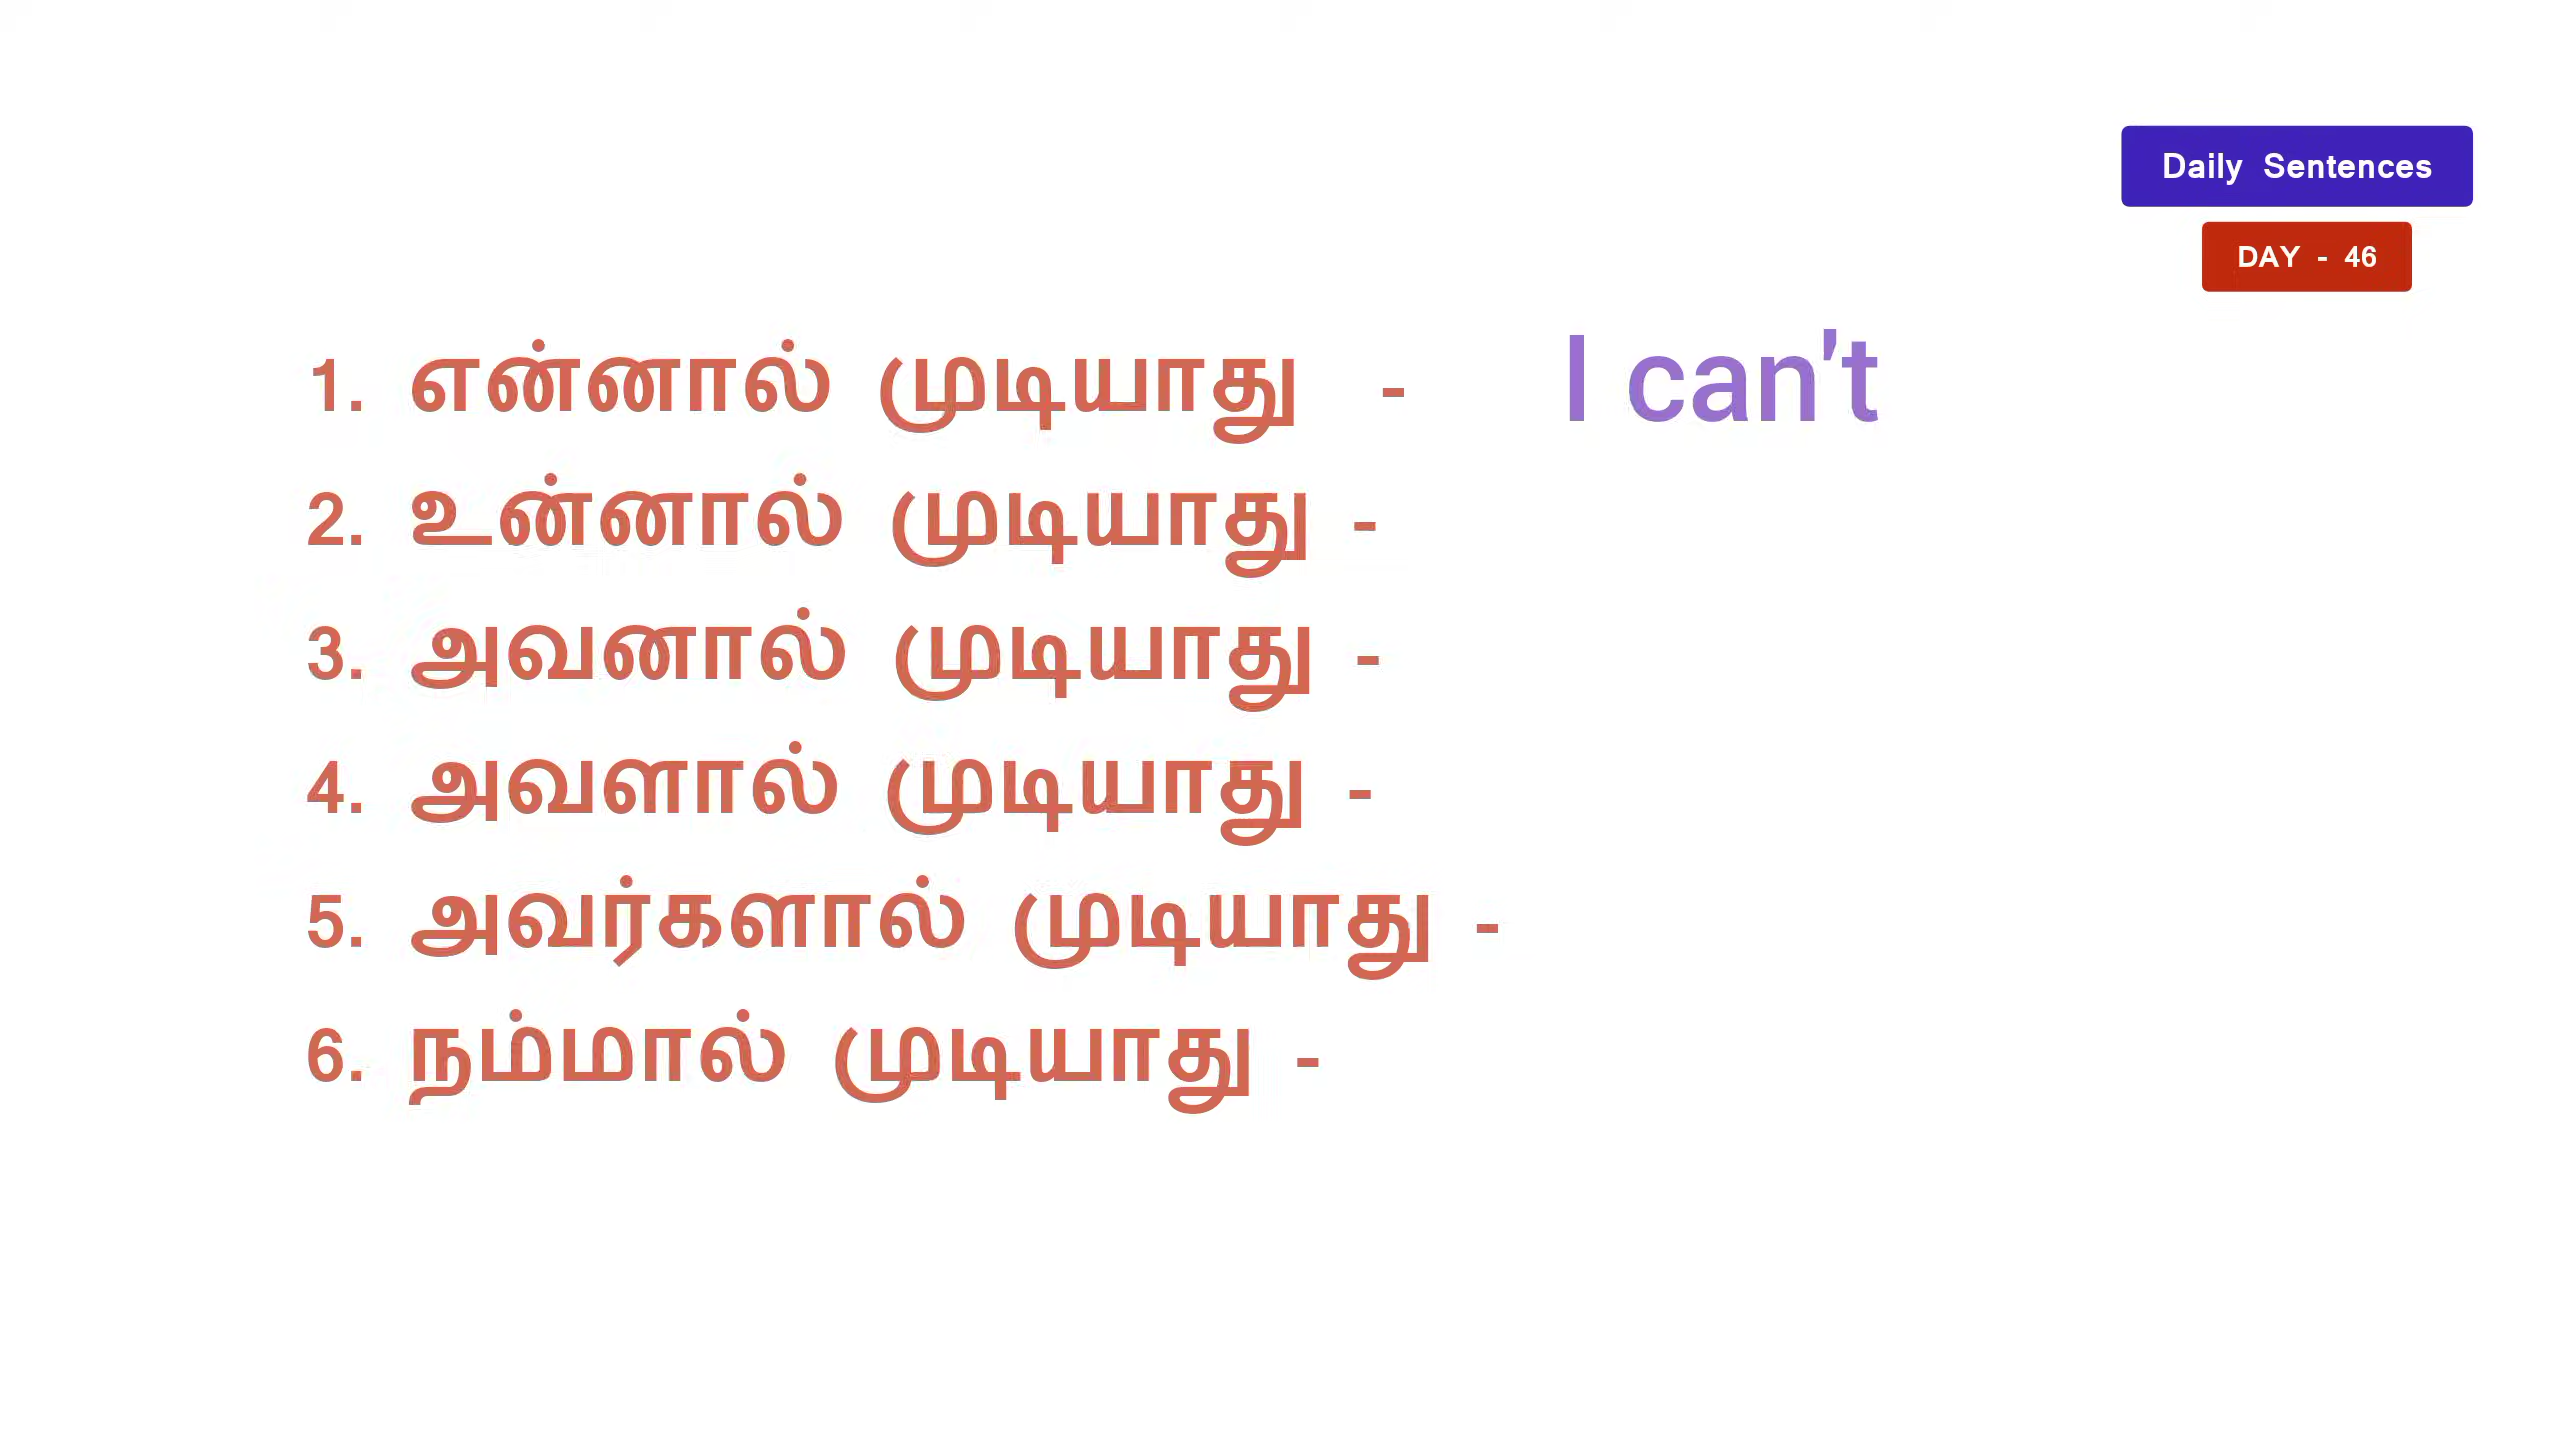 Daily Sentences
DAY - 46
1. என்னால் முடியாது - I can't
2. உன்னால் முடியாது -
3. அவனால் முடியாது -
4. அவளால் முடியாது -
5. அவர்களால் முடியாது -
6. நம்மால் முடியாது -